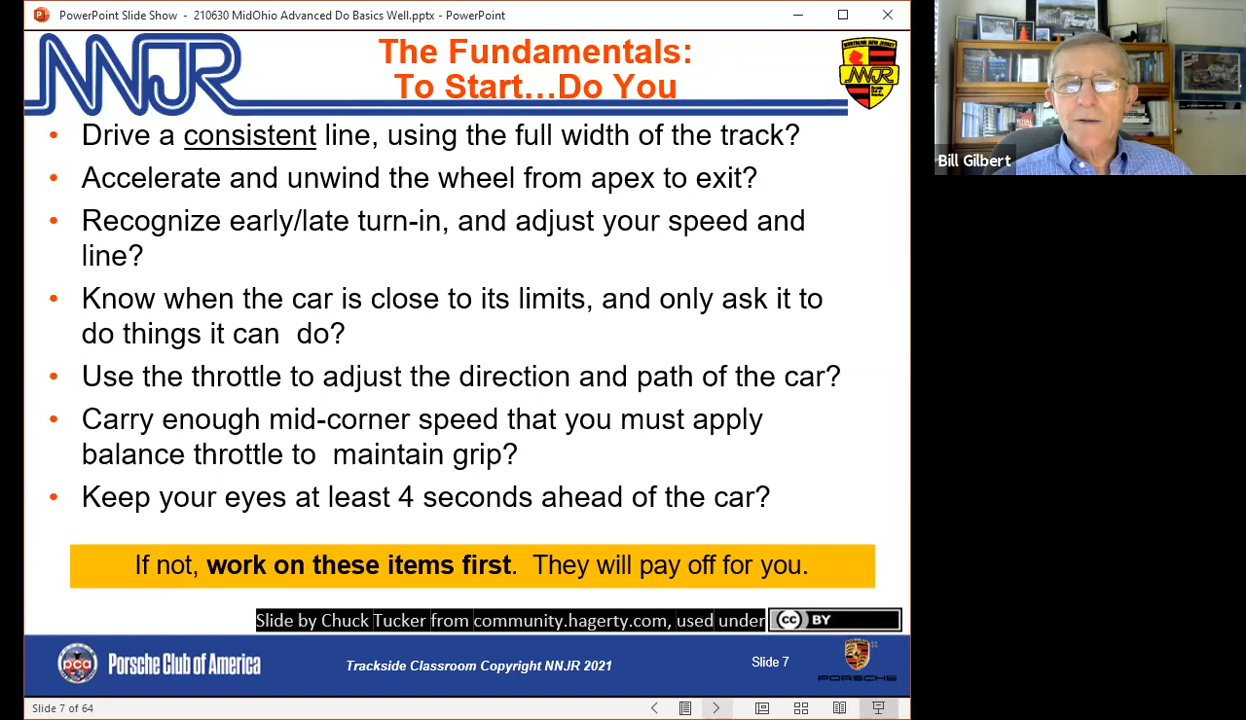 PowerPoint Slide Show - 210630 MidOhio Advanced Do Basics Well.pptx - PowerPoint
NNJR
The Fundamentals:
To Start…Do You
NNJR
• Drive a consistent line, using the full width of the track?
• Accelerate and unwind the wheel from apex to exit?
• Recognize early/late turn-in, and adjust your speed and
line?
• Know when the car is close to its limits, and only ask it to
do things it can do?
• Use the throttle to adjust the direction and path of the car?
• Carry enough mid-corner speed that you must apply
balance throttle to maintain grip?
• Keep your eyes at least 4 seconds ahead of the car?
If not, work on these items first. They will pay off for you.
Slide by Chuck Tucker from community.hagerty.com, used under
cc BY
pca
Porsche Club of America
Trackside Classroom Copyright NNJR 2021
Slide 7
PORSCHE
Slide 7 of 64
Bill Gilbert